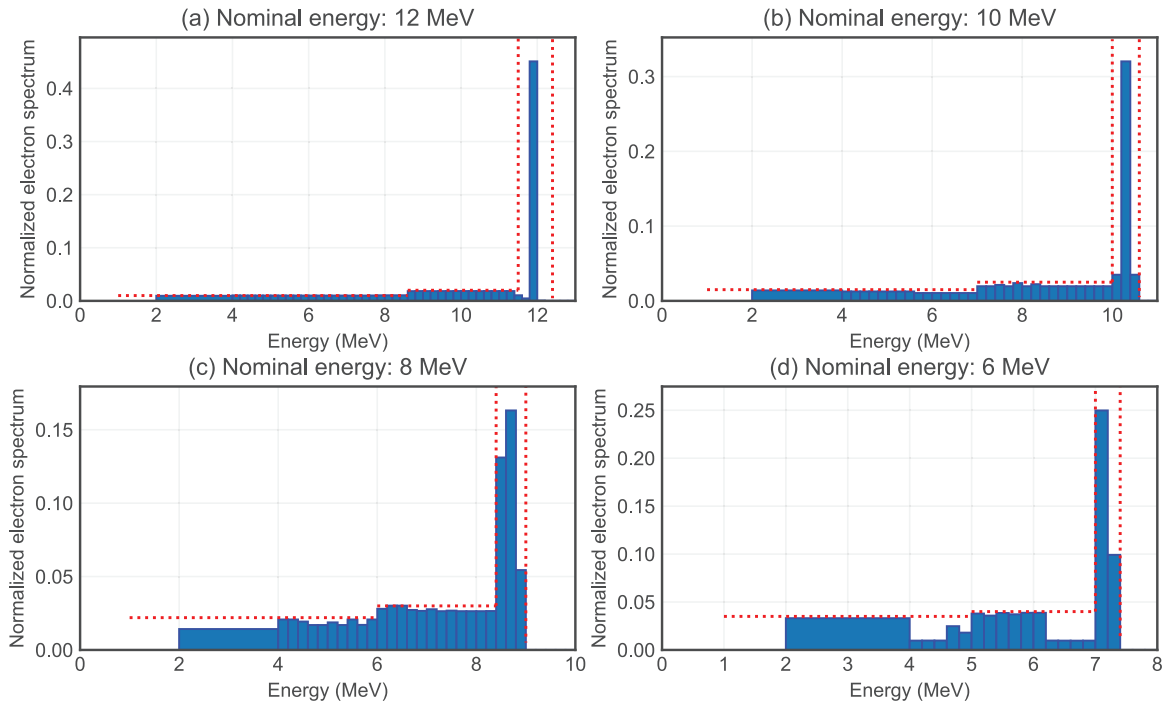 (a) Nominal energy: 12 MeV
Normalized electron spectrum
0.4
0.3
0.2
0.1
0.0
0 2 4 6 8 10 12
Energy (MeV)
(b) Nominal energy: 10 MeV
Normalized electron spectrum
0.3
0.2
0.1
0.0
0 2 4 6 8 10
Energy (MeV)
(c) Nominal energy: 8 MeV
Normalized electron spectrum
0.15
0.10
0.05
0.00
0 2 4 6 8 10
Energy (MeV)
(d) Nominal energy: 6 MeV
Normalized electron spectrum
0.25
0.20
0.15
0.10
0.05
0.00
0 1 2 3 4 5 6 7 8
Energy (MeV)